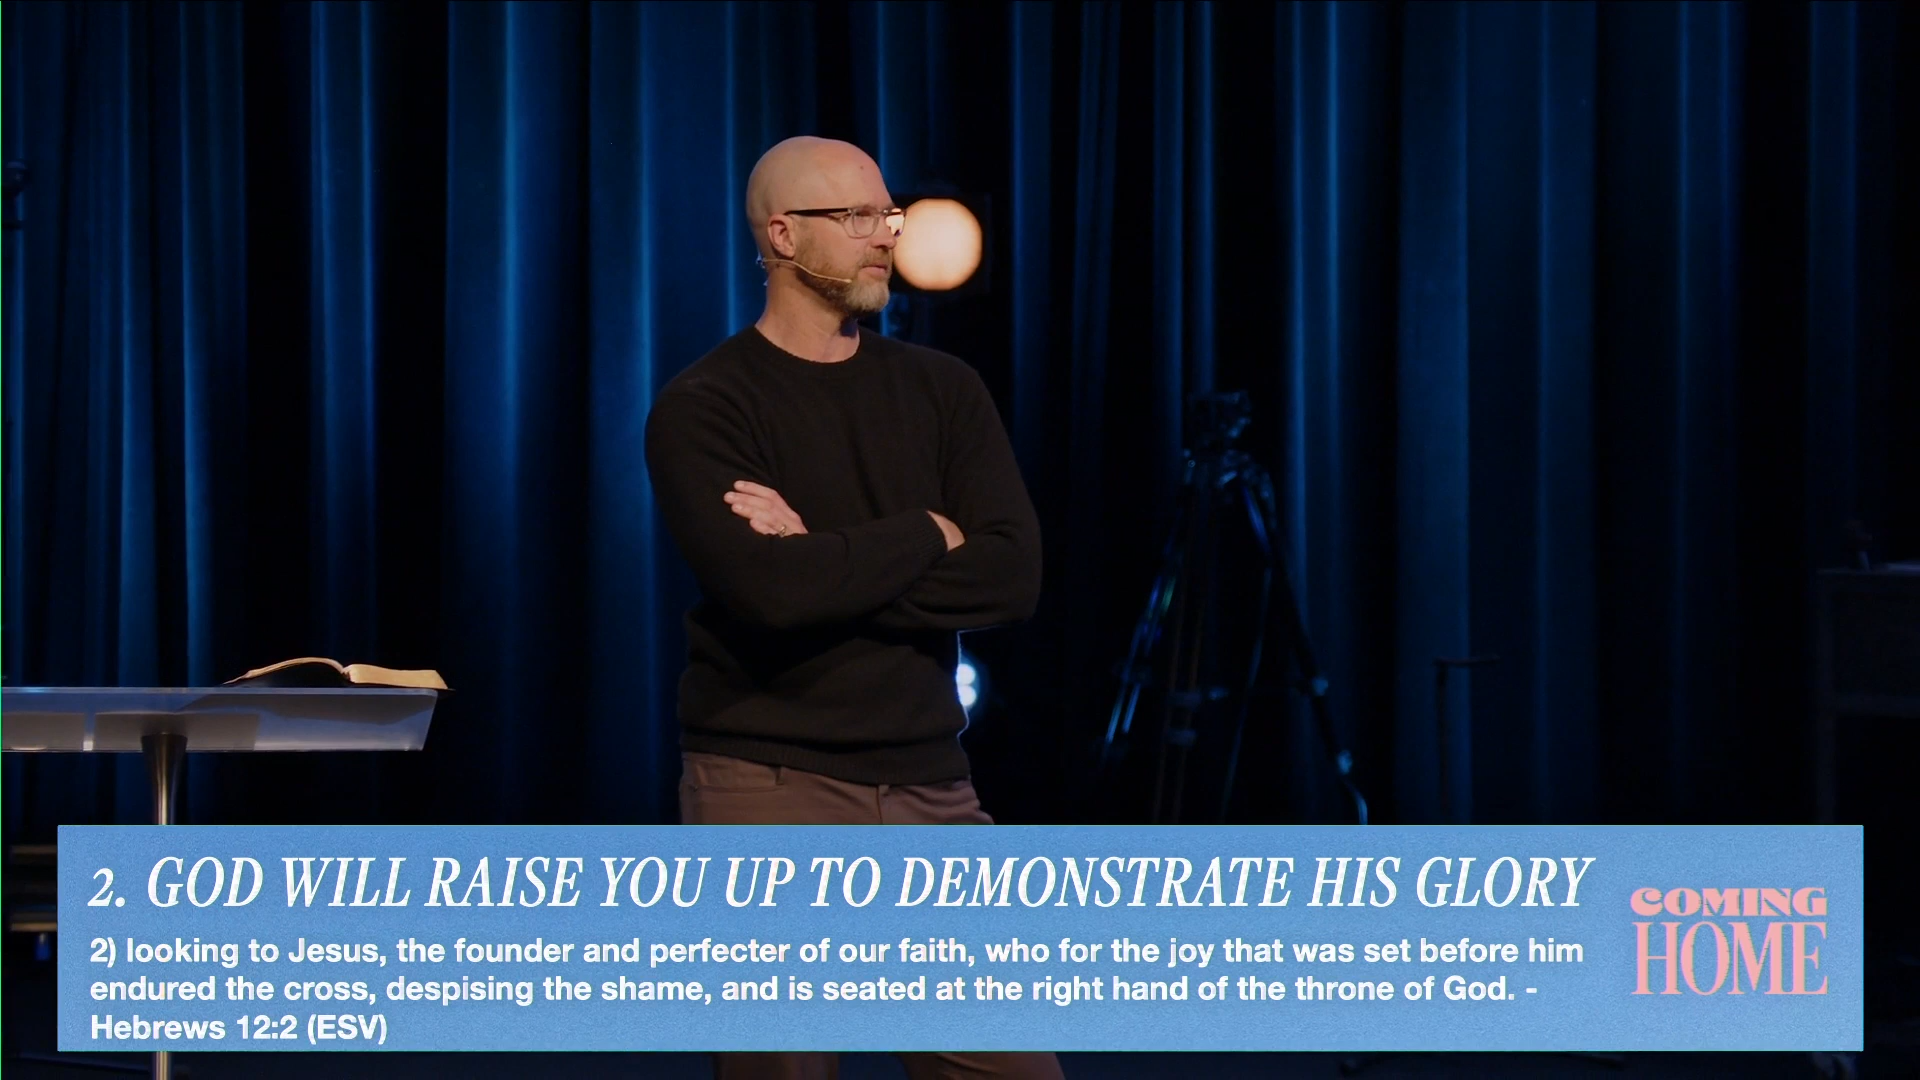 2. GOD WILL RAISE YOU UP TO DEMONSTRATE HIS GLORY
2) looking to Jesus, the founder and perfecter of our faith, who for the joy that was set before him
endured the cross, despising the shame, and is seated at the right hand of the throne of God. -
Hebrews 12:2 (ESV)
COMING
HOME